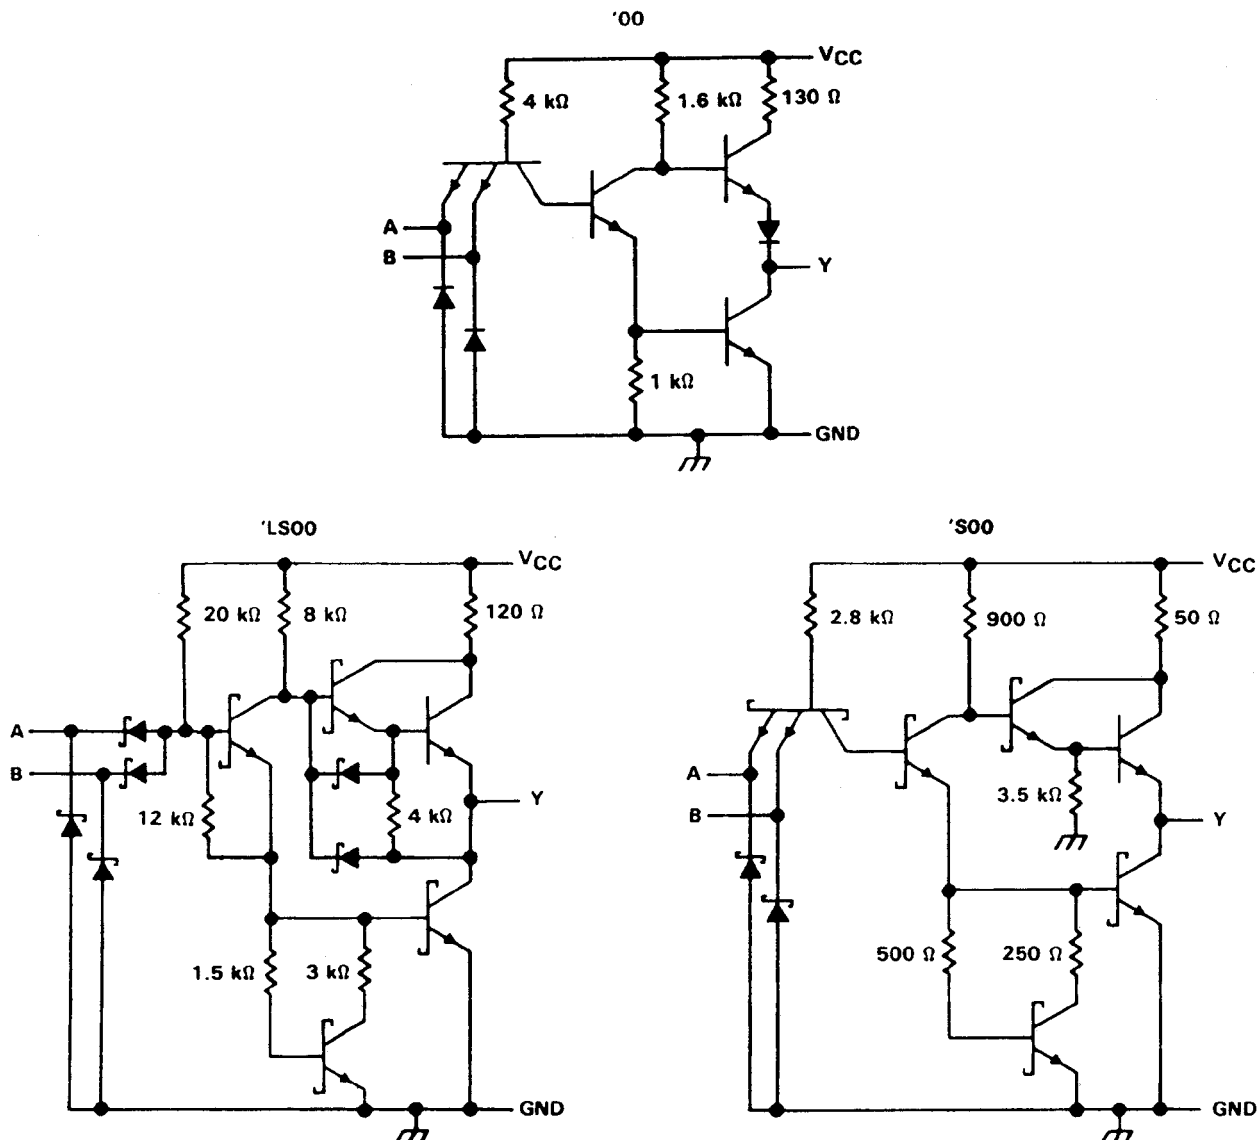 '00
VCC
4 kΩ
1.6 kΩ
130 Ω
A
B
Y
1 kΩ
GND
'LS00
VCC
20 kΩ
8 kΩ
120 Ω
A
B
12 kΩ
4 kΩ
Y
1.5 kΩ
3 kΩ
GND
'S00
VCC
2.8 kΩ
900 Ω
50 Ω
A
B
3.5 kΩ
Y
500 Ω
250 Ω
GND